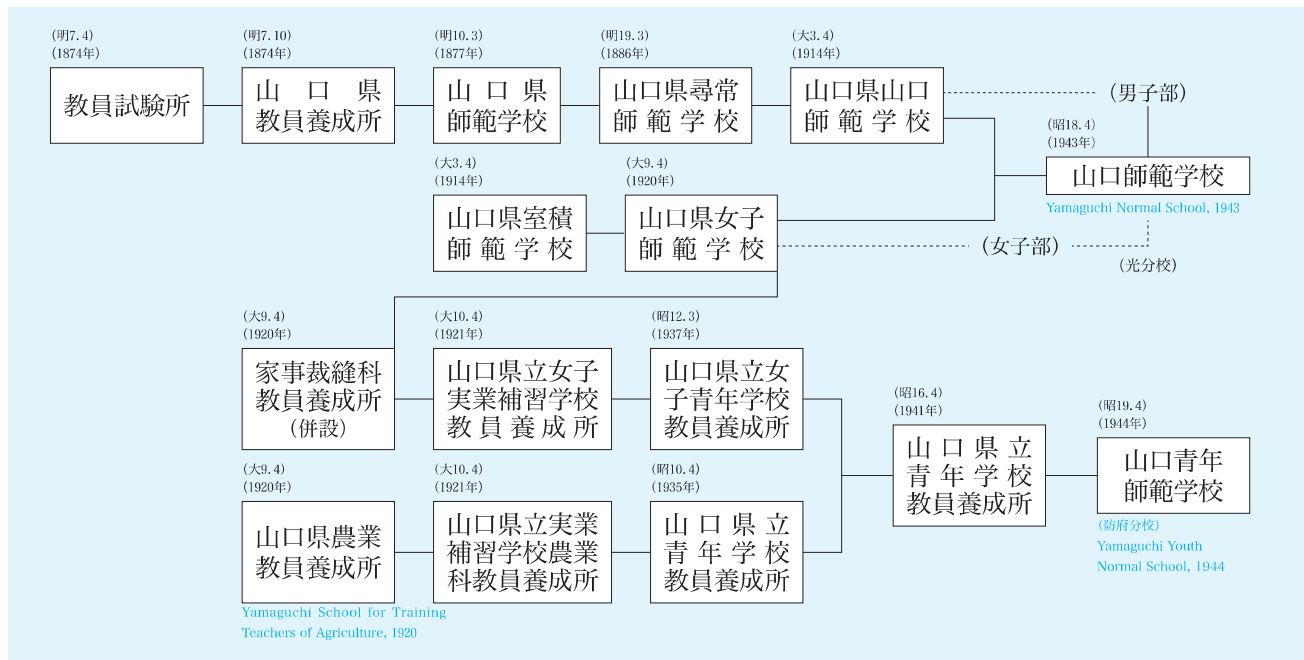 (明7.4)
(1874年)
教員試験所
(明7.10)
(1874年)
山口県
教員養成所
(明10.3)
(1877年)
山口県
師範学校
(明19.3)
(1886年)
山口県尋常
師範学校
(大3.4)
(1914年)
山口県山口
師範学校
(男子部)
(昭18.4)
(1943年)
山口師範学校
Yamaguchi Normal School, 1943
(大3.4)
(1914年)
山口県室積
師範学校
(大9.4)
(1920年)
山口県女子
師範学校
(女子部)
(光分校)
(大9.4)
(1920年)
家事裁縫科
教員養成所
(併設)
(大10.4)
(1921年)
山口県立女子
実業補習学校
教員養成所
(昭12.3)
(1937年)
山口県立女
子青年学校
教員養成所
(昭16.4)
(1941年)
山口県立
青年学校
教員養成所
(昭19.4)
(1944年)
山口青年
師範学校
(防府分校)
Yamaguchi Youth
Normal School, 1944
(大9.4)
(1920年)
山口県農業
教員養成所
Yamaguchi School for Training
Teachers of Agriculture, 1920
(大10.4)
(1921年)
山口県立実業
補習学校農業
科教員養成所
(昭10.4)
(1935年)
山口県立
青年学校
教員養成所